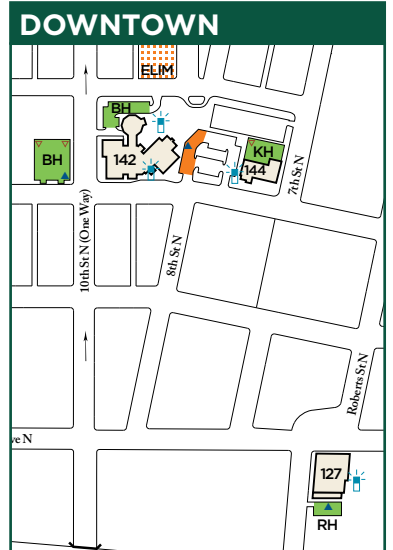 DOWNTOWN
ELIM
BH
BH
142
KH
144
7th St N
10th St N (One Way)
8th St N
Roberts St N
ve N
127
RH